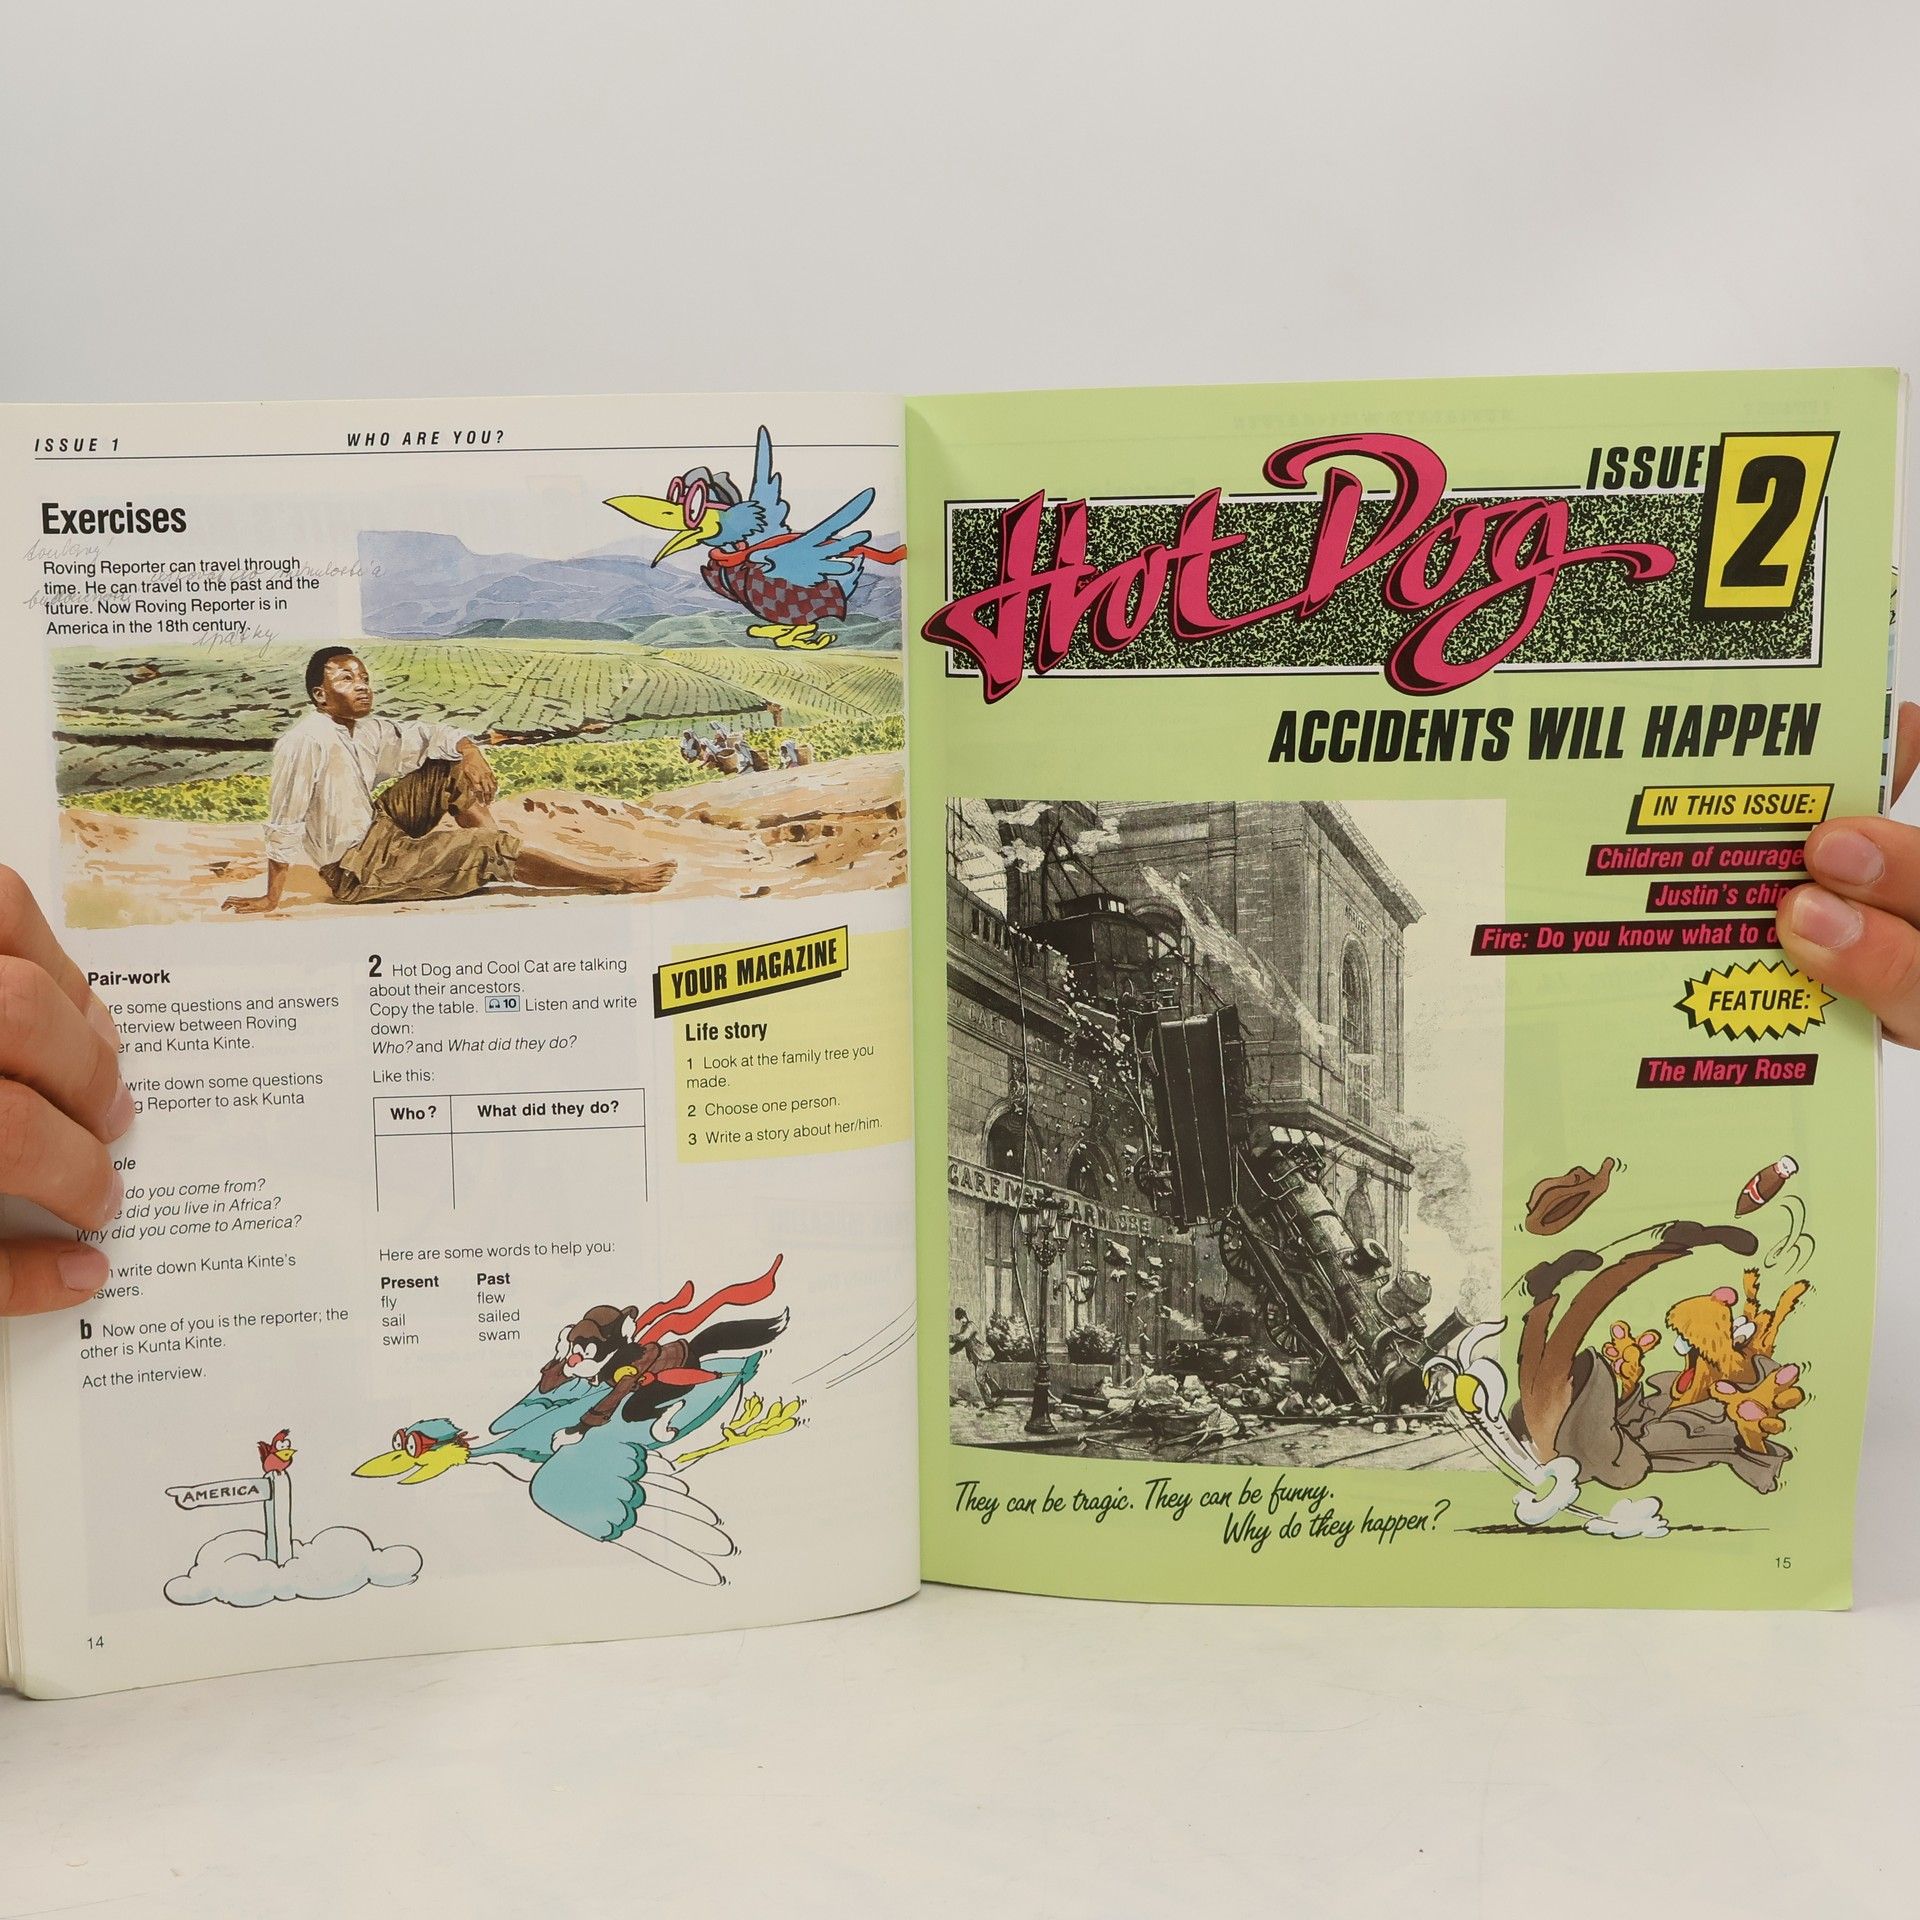 ISSUE 1
WHO ARE YOU?
Exercises
Roving Reporter can travel through
time. He can travel to the past and the
future. Now Roving Reporter is in
America in the 18th century.
Pair-work
re some questions and answers
nterview between Roving
er and Kunta Kinte.
write down some questions
g Reporter to ask Kunta
ple
do you come from?
e did you live in Africa?
Why did you come to America?
write down Kunta Kinte's
swers.
b Now one of you is the reporter; the
other is Kunta Kinte.
Act the interview.
AMERICA
14
2 Hot Dog and Cool Cat are talking
about their ancestors.
Copy the table. 10 Listen and write
down:
Who? and What did they do?
Like this:
Who? What did they do?
Here are some words to help you:
Present Past
fly flew
sail sailed
swim swam
YOUR MAGAZINE
Life story
1 Look at the family tree you
made.
2 Choose one person.
3 Write a story about her/him.
ISSUE 2
Hot Dog
ACCIDENTS WILL HAPPEN
IN THIS ISSUE:
Children of courage
Justin's chip
Fire: Do you know what to d
FEATURE:
The Mary Rose
CAFE
GARE M PARNASSE
They can be tragic. They can be funny.
Why do they happen?
15